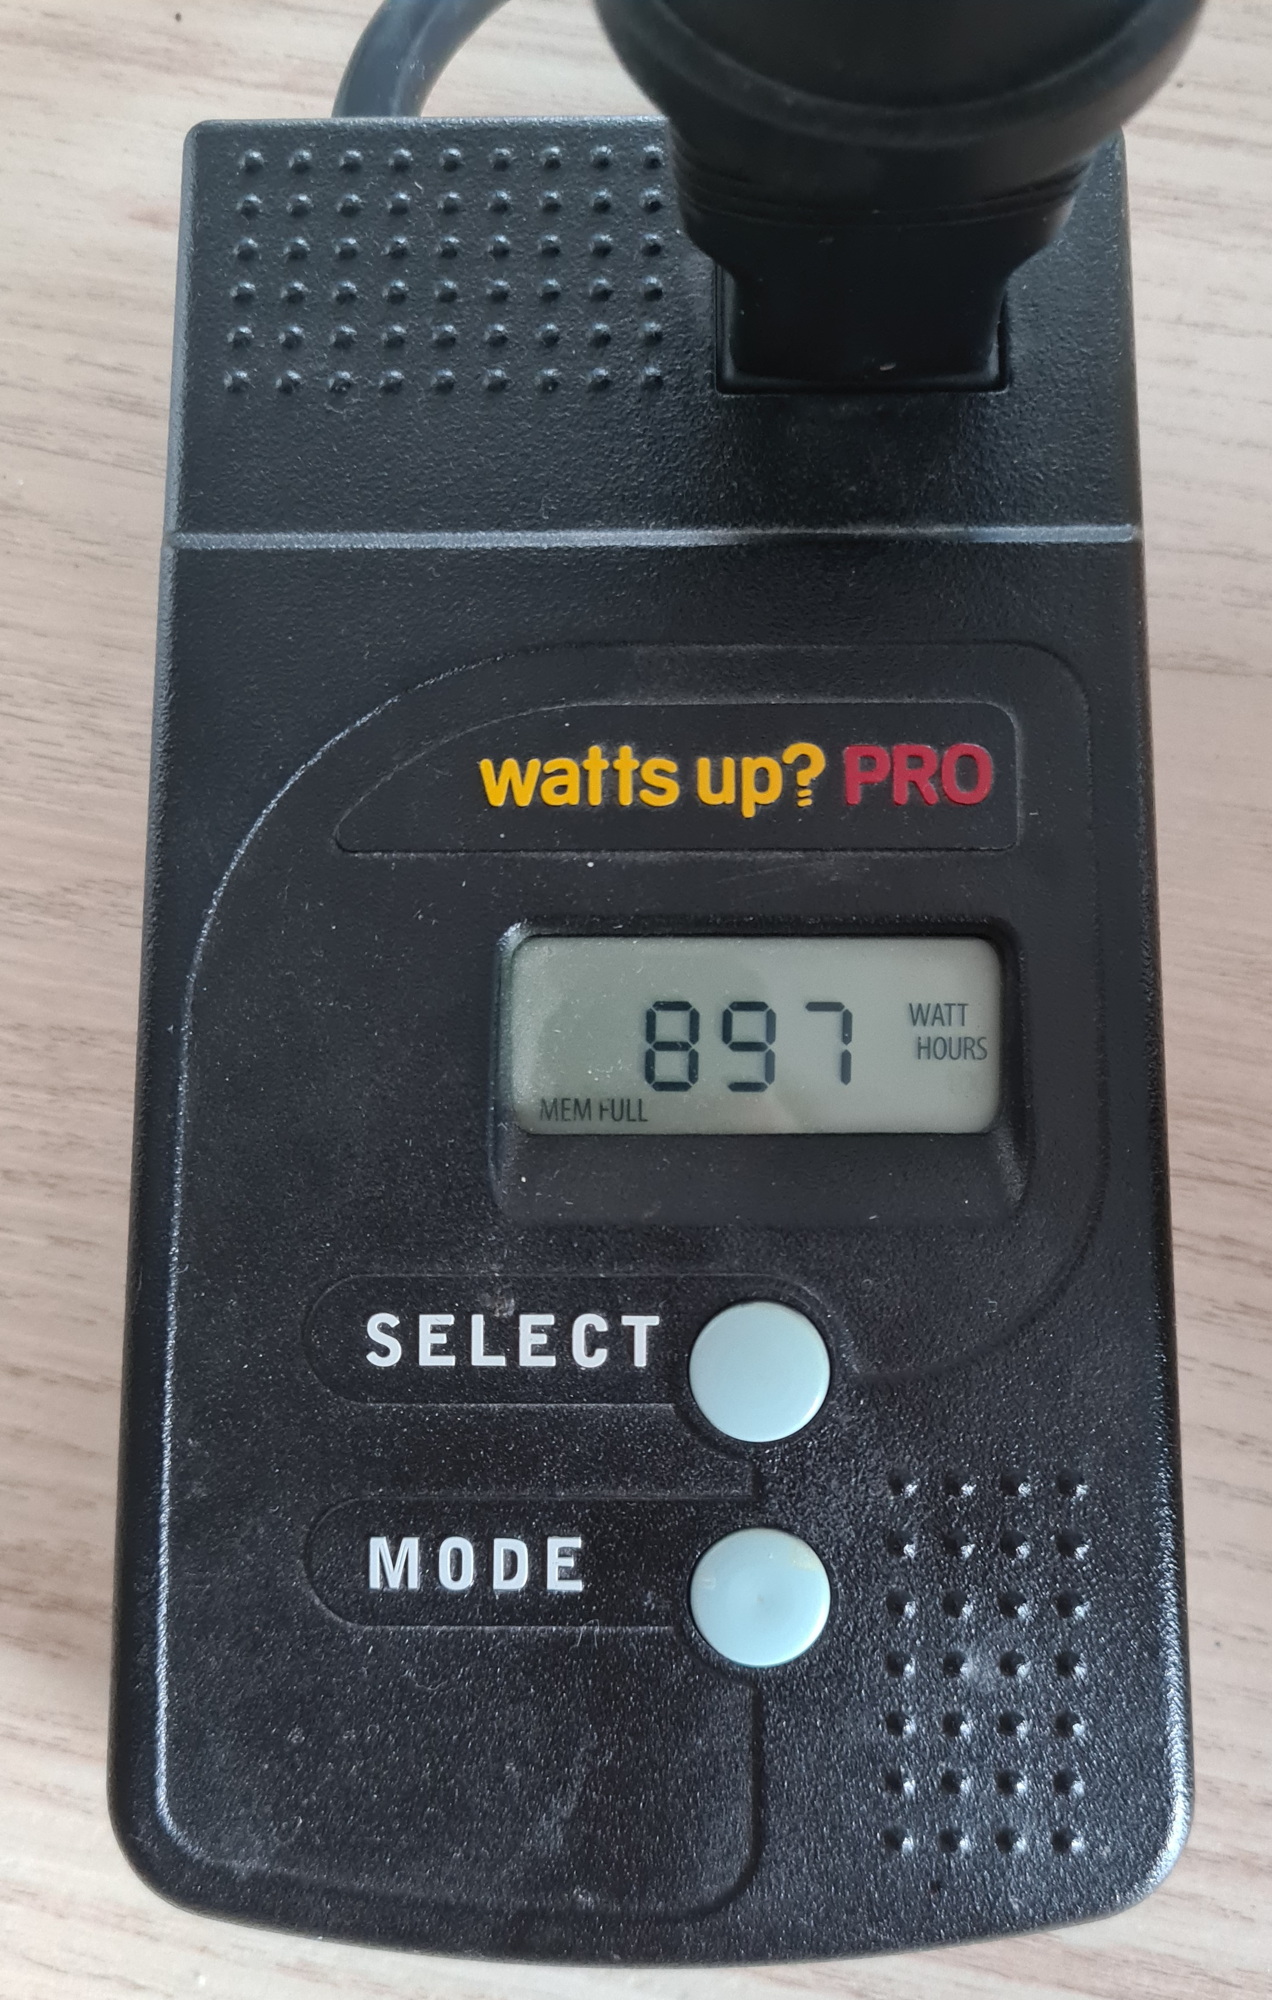 watts up? PRO
897
WATT
HOURS
MEM FULL
SELECT
MODE